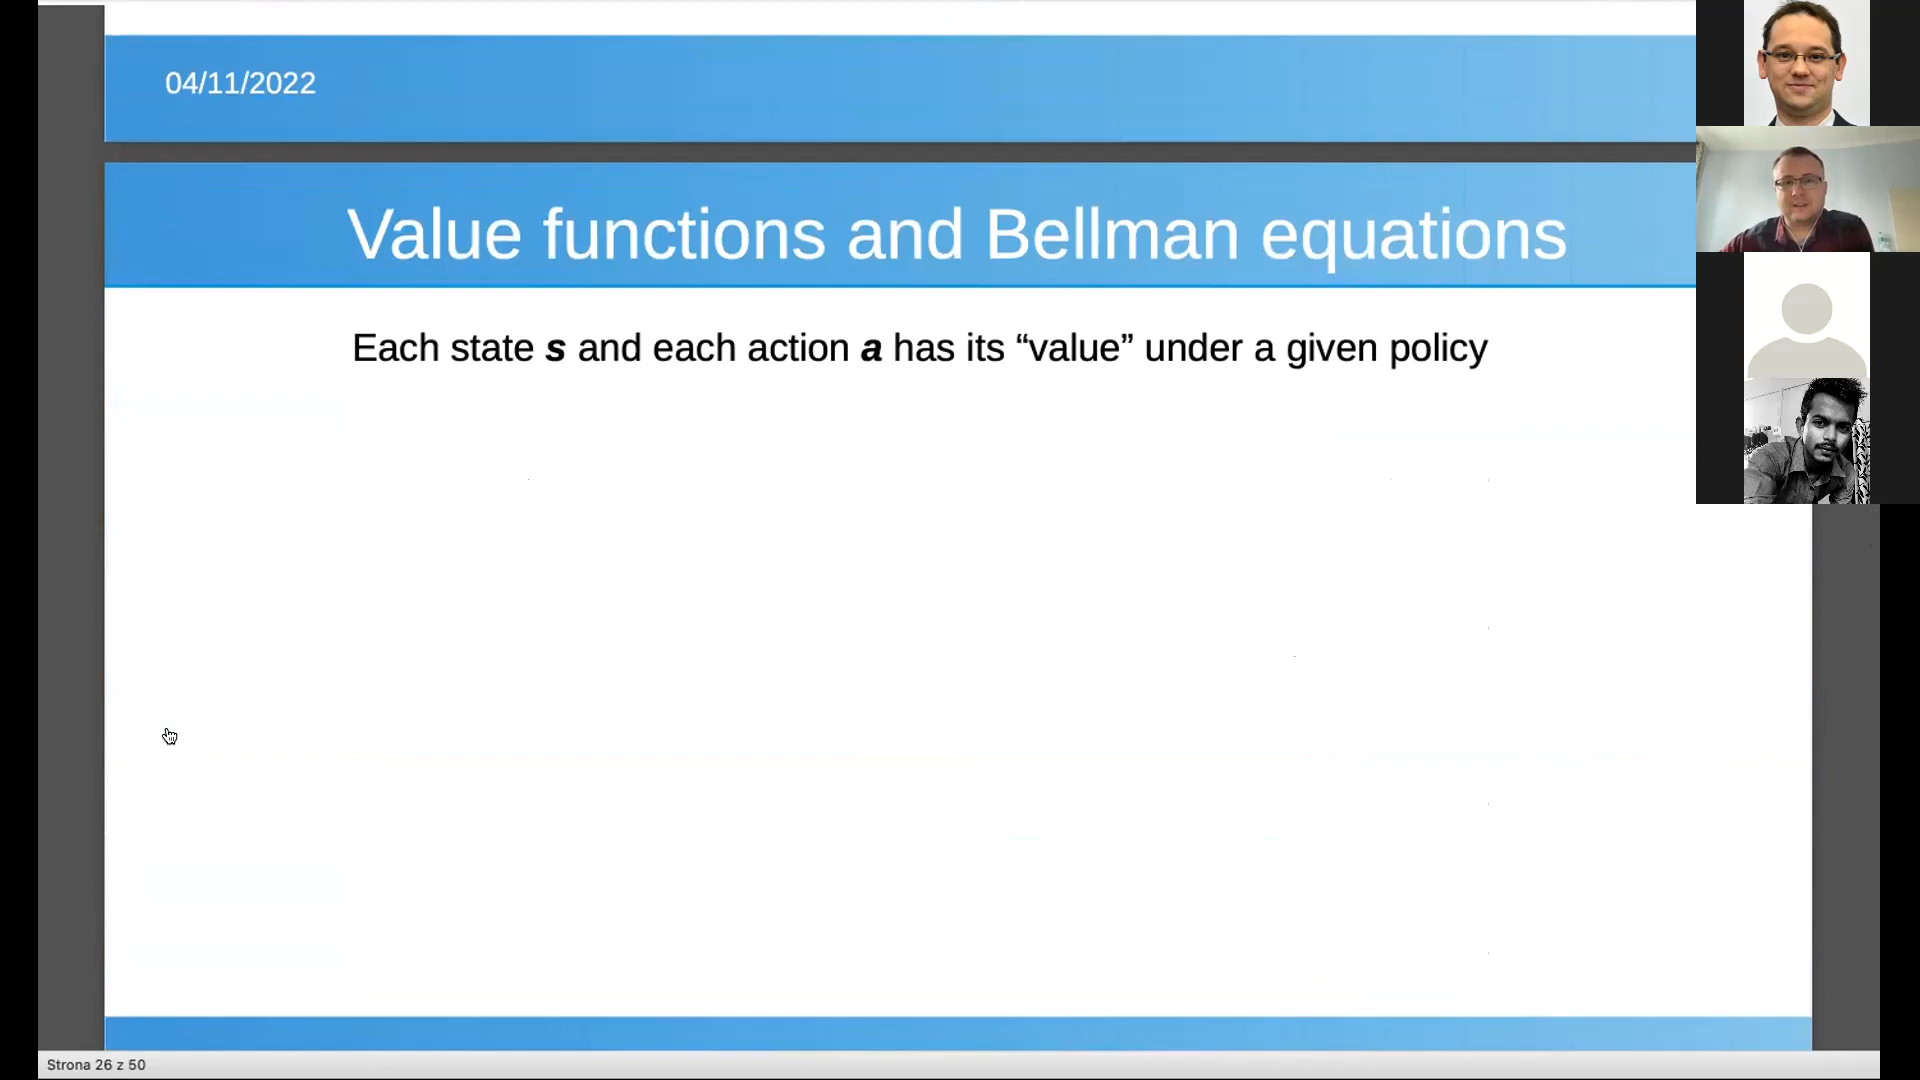 04/11/2022
Value functions and Bellman equations
Each state s and each action a has its “value” under a given policy
Strona 26 z 50